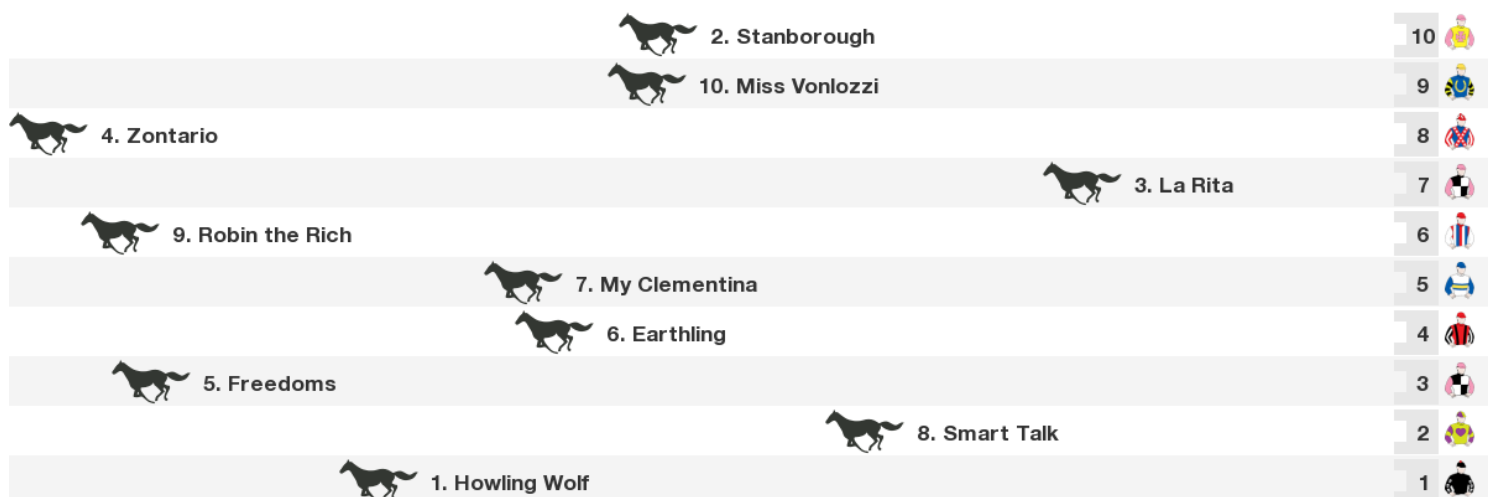 2. Stanborough 10
10. Miss Vonlozzi 9
4. Zontario 8
3. La Rita 7
9. Robin the Rich 6
7. My Clementina 5
6. Earthling 4
5. Freedoms 3
8. Smart Talk 2
1. Howling Wolf 1